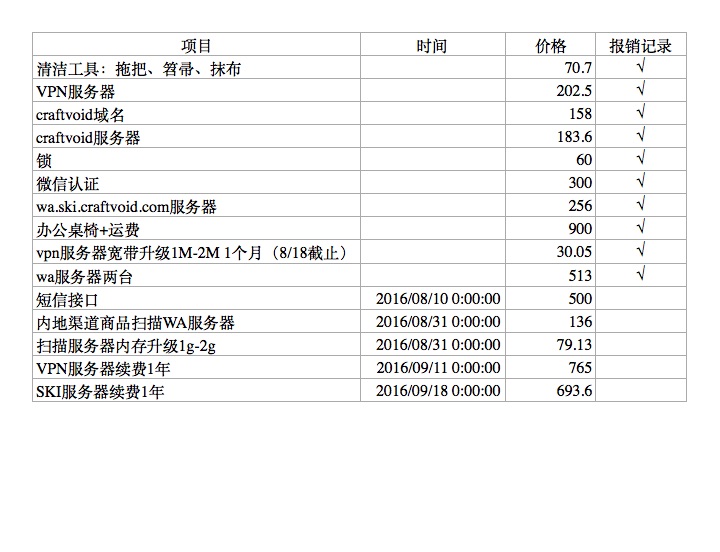 项目 时间 价格 报销记录
清洁工具：拖把、笤帚、抹布 70.7 √
VPN服务器 202.5 √
craftvoid域名 158 √
craftvoid服务器 183.6 √
锁 60 √
微信认证 300 √
wa.ski.craftvoid.com服务器 256 √
办公桌椅+运费 900 √
vpn服务器宽带升级1M-2M 1个月（8/18截止） 30.05 √
wa服务器两台 513 √
短信接口 2016/08/10 0:00:00 500
内地渠道商品扫描WA服务器 2016/08/31 0:00:00 136
扫描服务器内存升级1g-2g 2016/08/31 0:00:00 79.13
VPN服务器续费1年 2016/09/11 0:00:00 765
SKI服务器续费1年 2016/09/18 0:00:00 693.6